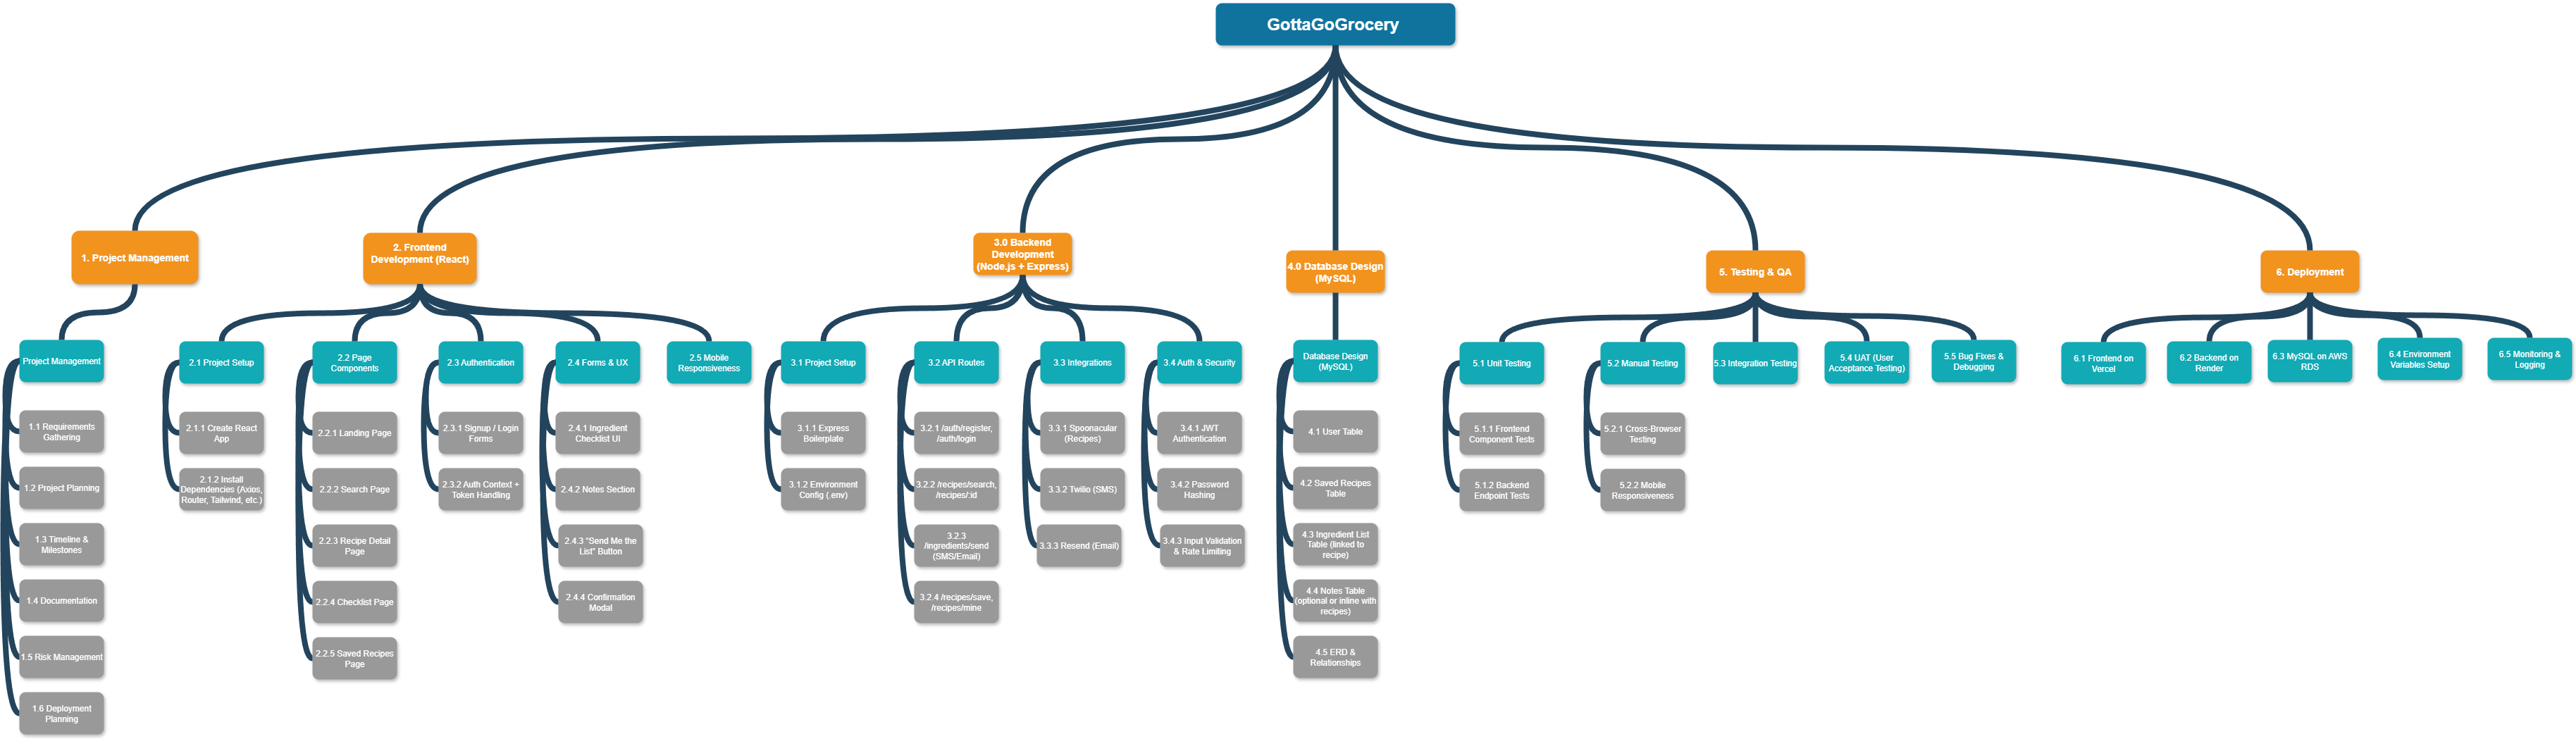 GottaGoGrocery
1. Project Management
2. Frontend
Development (React)
3.0 Backend
Development
(Node.js + Express)
4.0 Database Design
(MySQL)
5. Testing & QA
6. Deployment
Project Management
1.1 Requirements
Gathering
1.2 Project Planning
1.3 Timeline &
Milestones
1.4 Documentation
1.5 Risk Management
1.6 Deployment
Planning
2.1 Project Setup
2.1.1 Create React
App
2.1.2 Install
Dependencies (Axios,
Router, Tailwind, etc.)
2.2 Page
Components
2.2.1 Landing Page
2.2.2 Search Page
2.2.3 Recipe Detail
Page
2.2.4 Checklist Page
2.2.5 Saved Recipes
Page
2.3 Authentication
2.3.1 Signup / Login
Forms
2.3.2 Auth Context +
Token Handling
2.4 Forms & UX
2.4.1 Ingredient
Checklist UI
2.4.2 Notes Section
2.4.3 “Send Me the
List” Button
2.4.4 Confirmation
Modal
2.5 Mobile
Responsiveness
3.1 Project Setup
3.1.1 Express
Boilerplate
3.1.2 Environment
Config (.env)
3.2 API Routes
3.2.1 /auth/register,
/auth/login
3.2.2 /recipes/search,
/recipes/:id
3.2.3
/ingredients/send
(SMS/Email)
3.2.4 /recipes/save,
/recipes/mine
3.3 Integrations
3.3.1 Spoonacular
(Recipes)
3.3.2 Twilio (SMS)
3.3.3 Resend (Email)
3.4 Auth & Security
3.4.1 JWT
Authentication
3.4.2 Password
Hashing
3.4.3 Input Validation
& Rate Limiting
Database Design
(MySQL)
4.1 User Table
4.2 Saved Recipes
Table
4.3 Ingredient List
Table (linked to
recipe)
4.4 Notes Table
(optional or inline with
recipes)
4.5 ERD &
Relationships
5.1 Unit Testing
5.1.1 Frontend
Component Tests
5.1.2 Backend
Endpoint Tests
5.2 Manual Testing
5.2.1 Cross-Browser
Testing
5.2.2 Mobile
Responsiveness
5.3 Integration Testing
5.4 UAT (User
Acceptance Testing)
5.5 Bug Fixes &
Debugging
6.1 Frontend on
Vercel
6.2 Backend on
Render
6.3 MySQL on AWS
RDS
6.4 Environment
Variables Setup
6.5 Monitoring &
Logging